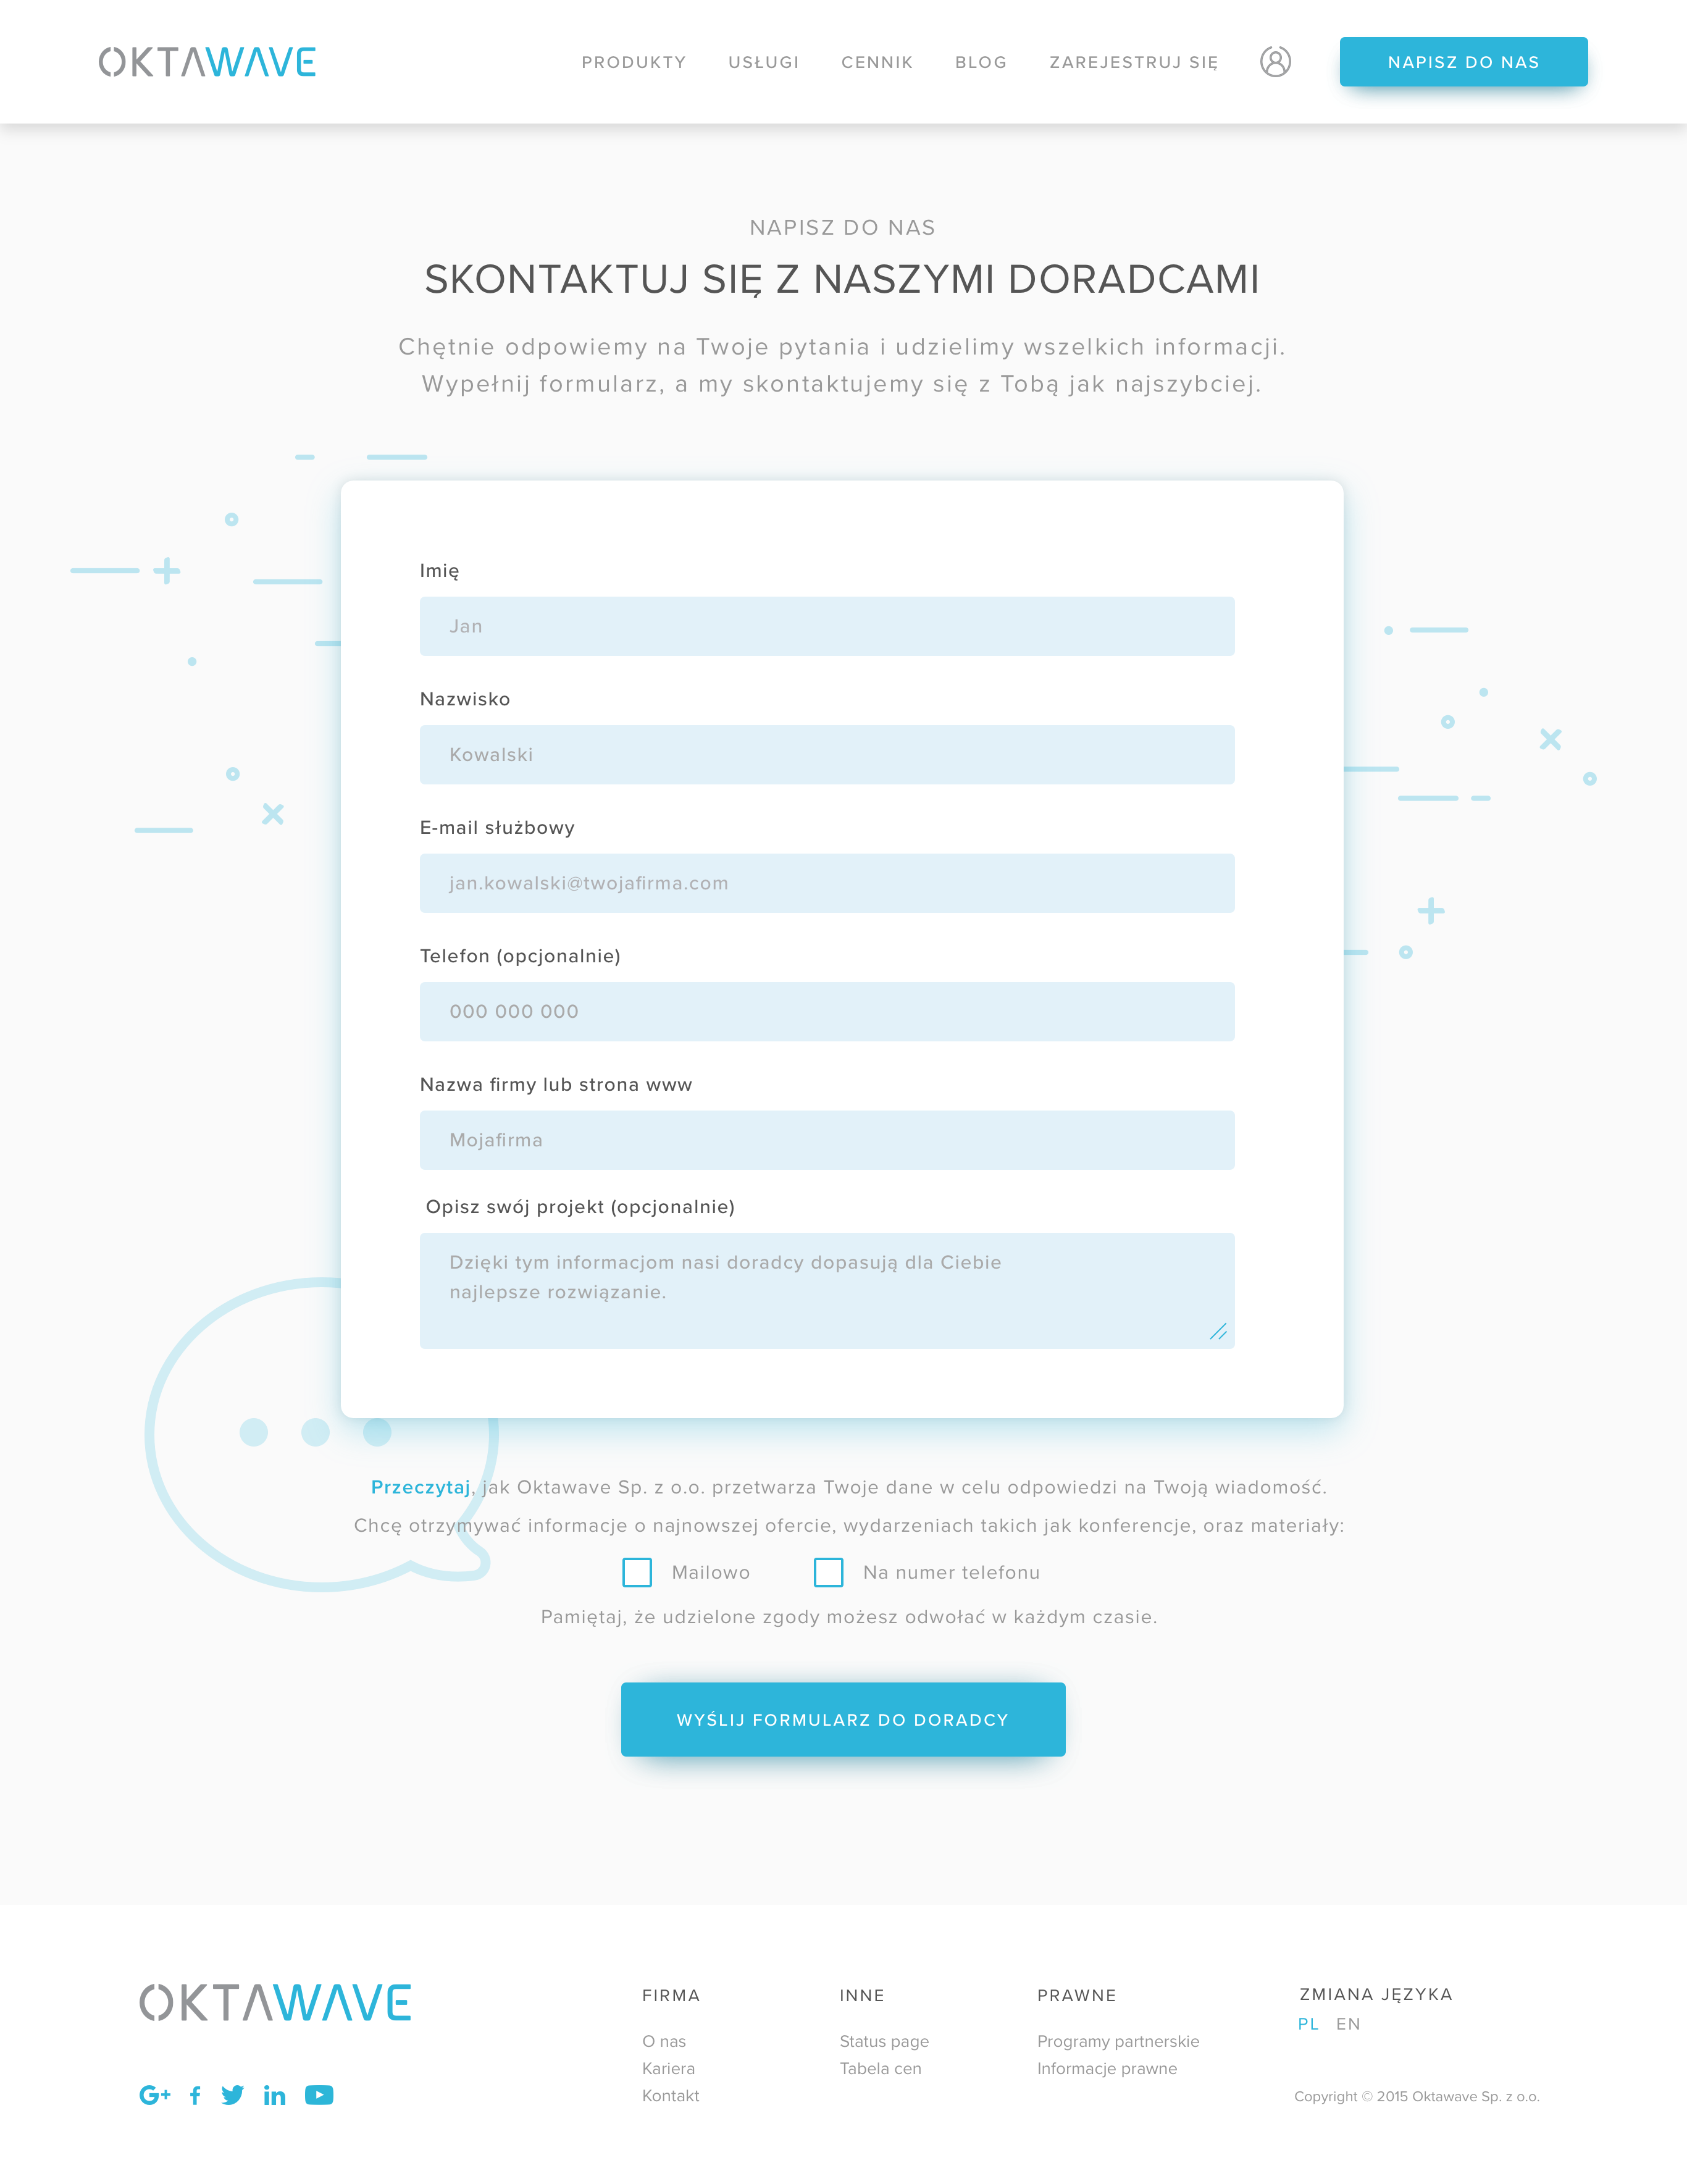 OKTAWAVE
PRODUKTY USŁUGI CENNIK BLOG ZAREJESTRUJ SIĘ NAPISZ DO NAS
NAPISZ DO NAS
SKONTAKTUJ SIĘ Z NASZYMI DORADCAMI
Chętnie odpowiemy na Twoje pytania i udzielimy wszelkich informacji.
Wypełnij formularz, a my skontaktujemy się z Tobą jak najszybciej.
Imię
Jan
Nazwisko
Kowalski
E-mail służbowy
jan.kowalski@twojafirma.com
Telefon (opcjonalnie)
000 000 000
Nazwa firmy lub strona www
Mojafirma
Opisz swój projekt (opcjonalnie)
Dzięki tym informacjom nasi doradcy dopasują dla Ciebie
najlepsze rozwiązanie.
Przeczytaj, jak Oktawave Sp. z o.o. przetwarza Twoje dane w celu odpowiedzi na Twoją wiadomość.
Chcę otrzymywać informacje o najnowszej ofercie, wydarzeniach takich jak konferencje, oraz materiały:
Mailowo Na numer telefonu
Pamiętaj, że udzielone zgody możesz odwołać w każdym czasie.
WYŚLIJ FORMULARZ DO DORADCY
OKTAWAVE
FIRMA
O nas
Kariera
Kontakt
INNE
Status page
Tabela cen
PRAWNE
Programy partnerskie
Informacje prawne
ZMIANA JĘZYKA
PL EN
Copyright © 2015 Oktawave Sp. z o.o.